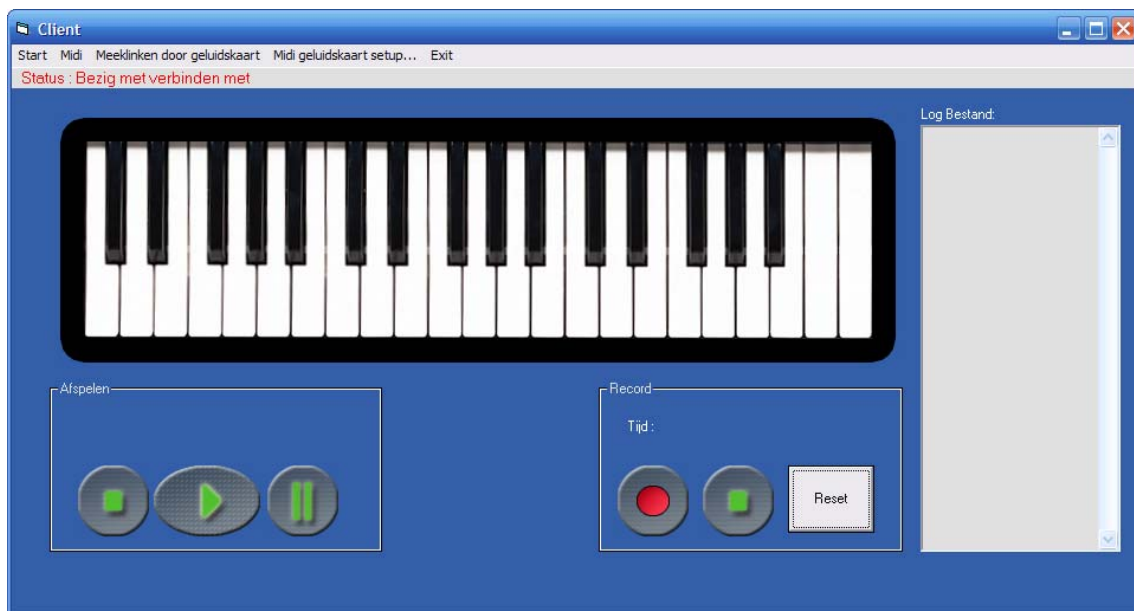 Client
Start Midi Meeklinken door geluidskaart Midi geluidskaart setup... Exit
Status : Bezig met verbinden met
Log Bestand:
Afspelen
Record
Tijd :
Reset